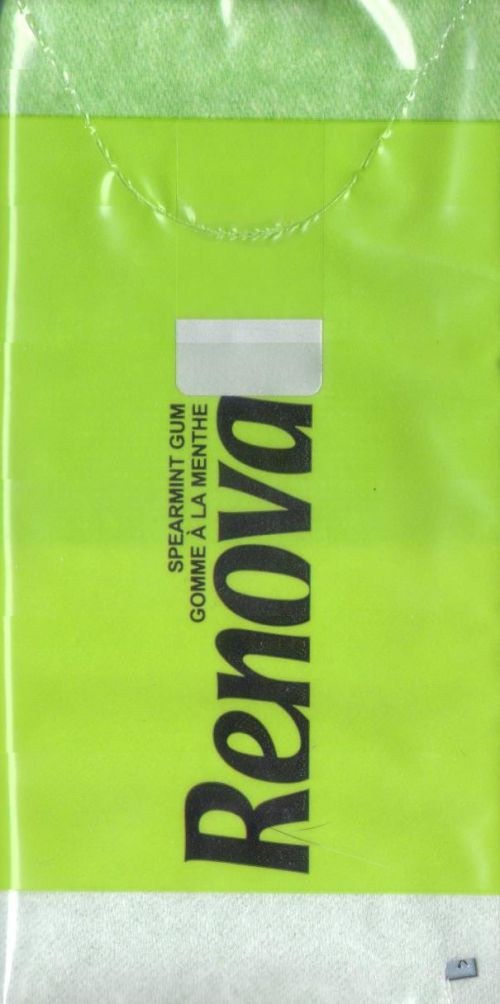 SPEARMINT GUM
GOMME À LA MENTHE
Renova